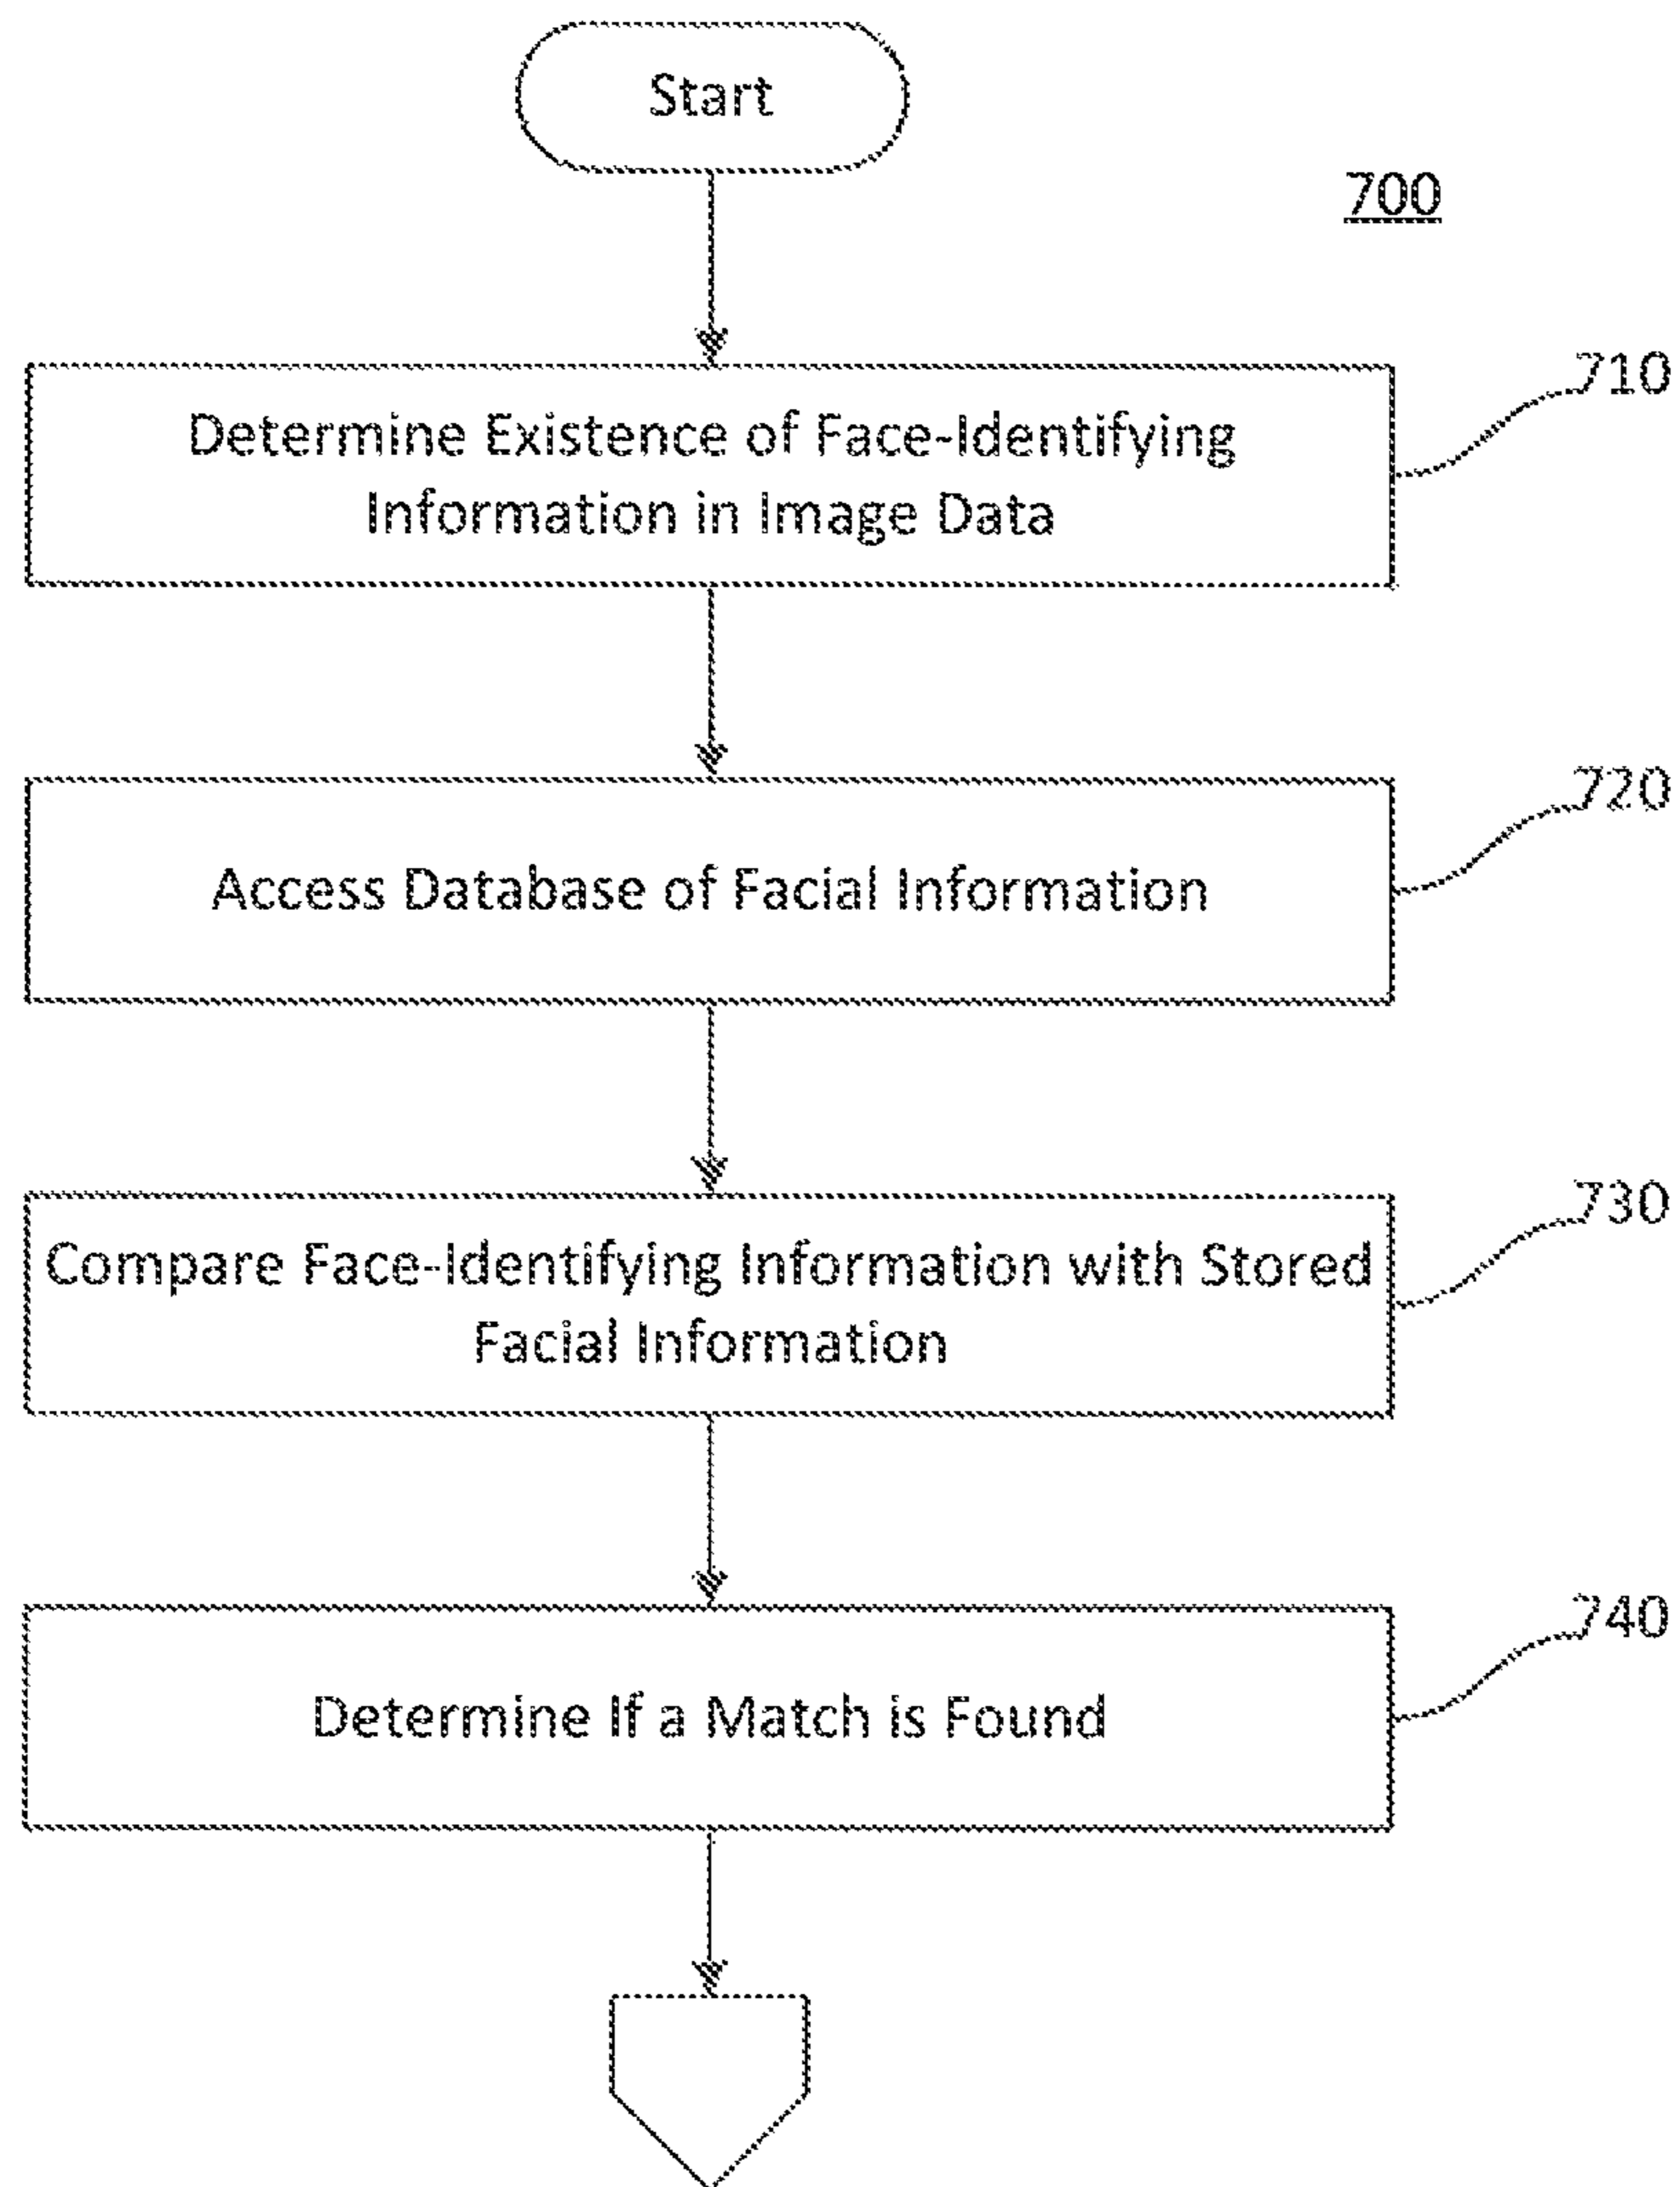 Start
700
710
Determine Existence of Face-Identifying
Information in Image Data
720
Access Database of Facial Information
730
Compare Face-Identifying Information with Stored
Facial Information
740
Determine If a Match is Found